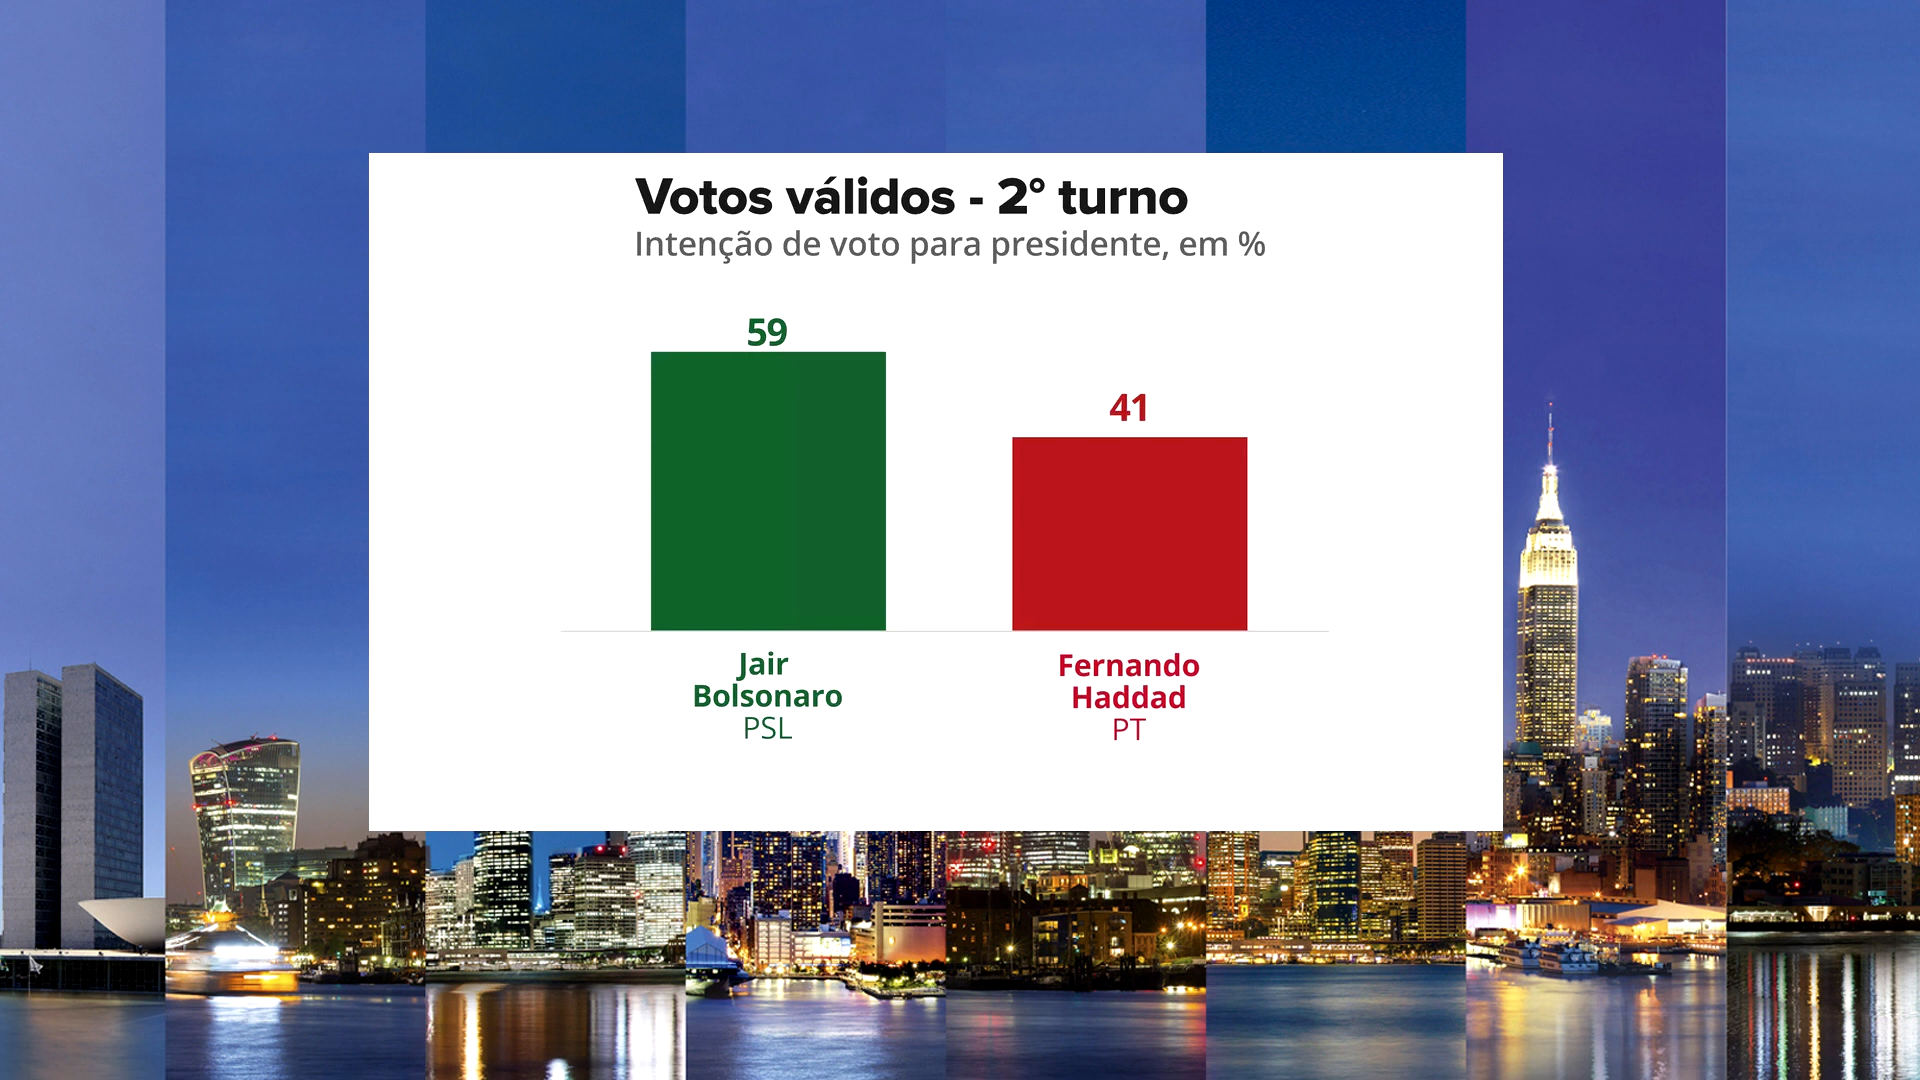 Votos válidos - 2° turno
Intenção de voto para presidente, em %
59
41
Jair
Bolsonaro
PSL
Fernando
Haddad
PT